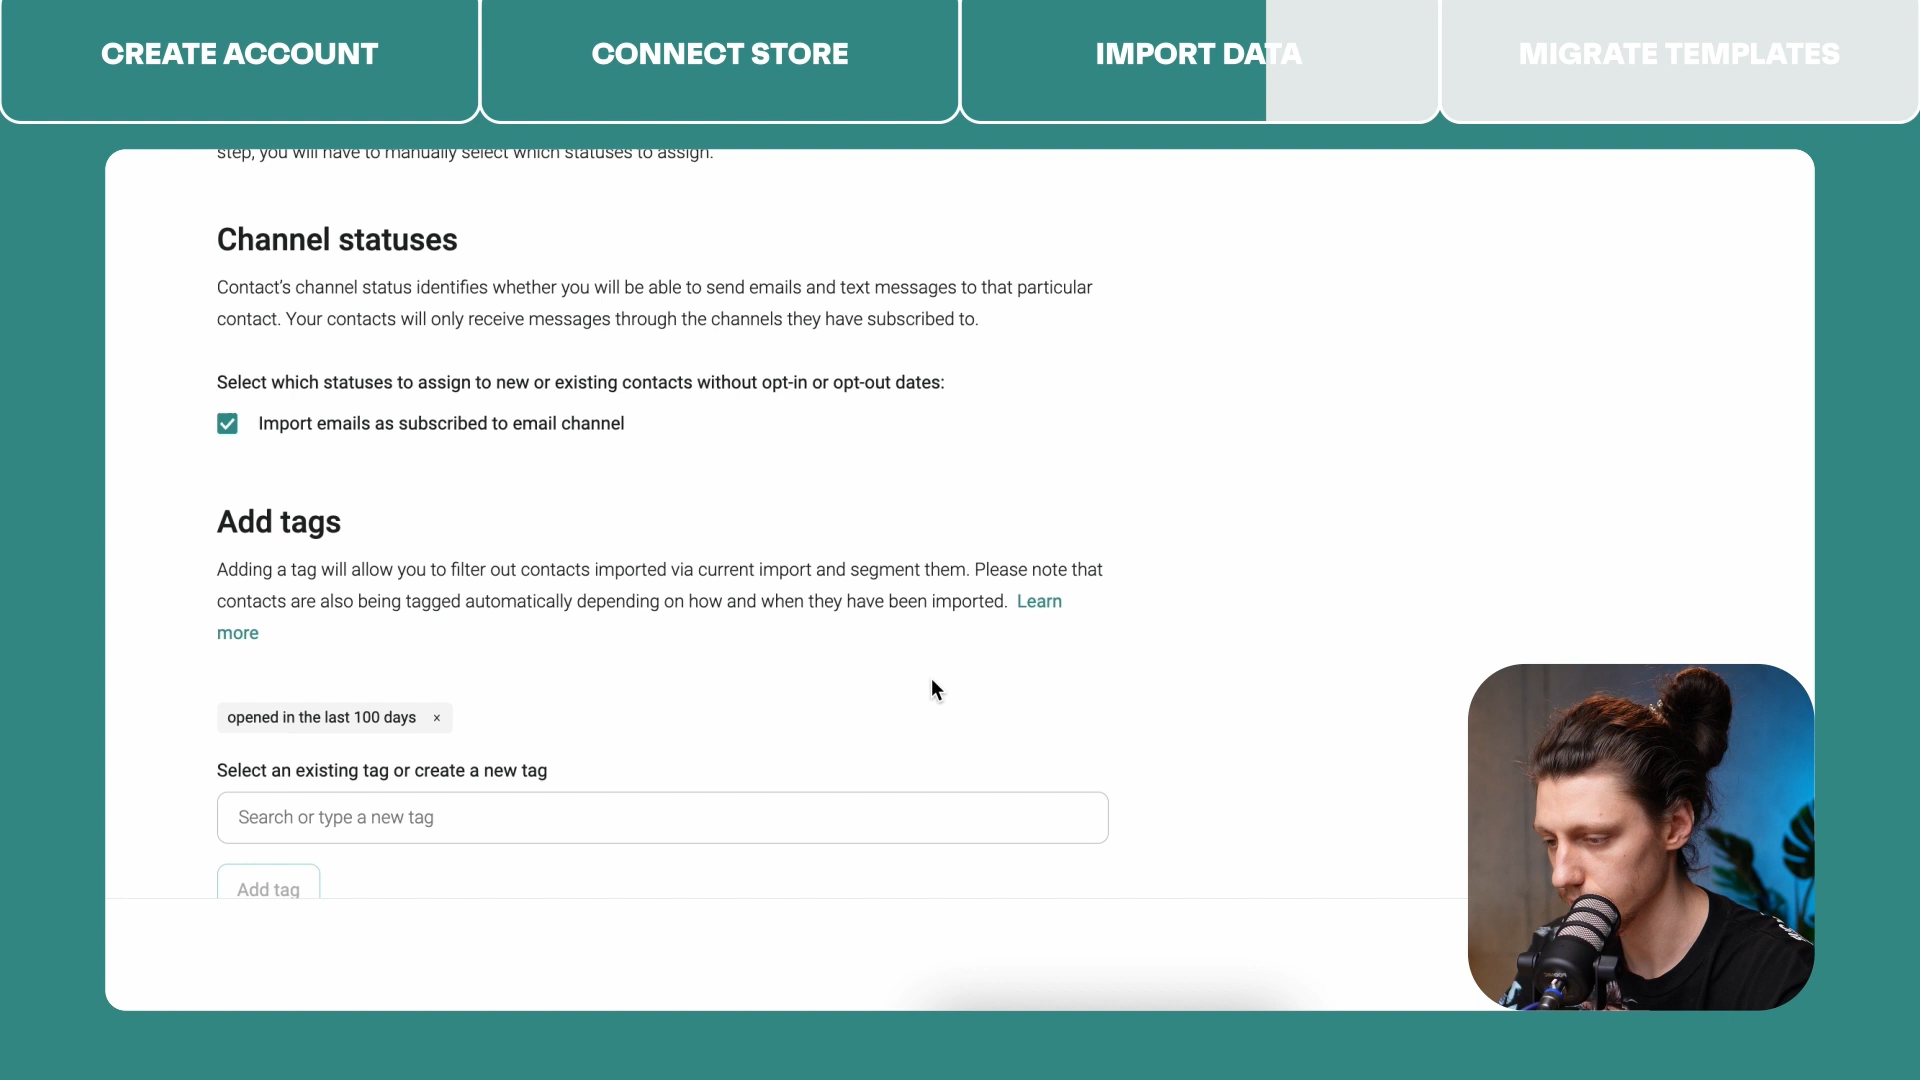 CREATE ACCOUNT
CONNECT STORE
IMPORT DATA
MIGRATE TEMPLATES
step, you will have to manually select which statuses to assign.
Channel statuses
Contact's channel status identifies whether you will be able to send emails and text messages to that particular
contact. Your contacts will only receive messages through the channels they have subscribed to.
Select which statuses to assign to new or existing contacts without opt-in or opt-out dates:
Import emails as subscribed to email channel
Add tags
Adding a tag will allow you to filter out contacts imported via current import and segment them. Please note that
contacts are also being tagged automatically depending on how and when they have been imported. Learn
more
opened in the last 100 days ×
Select an existing tag or create a new tag
Search or type a new tag
Add tag